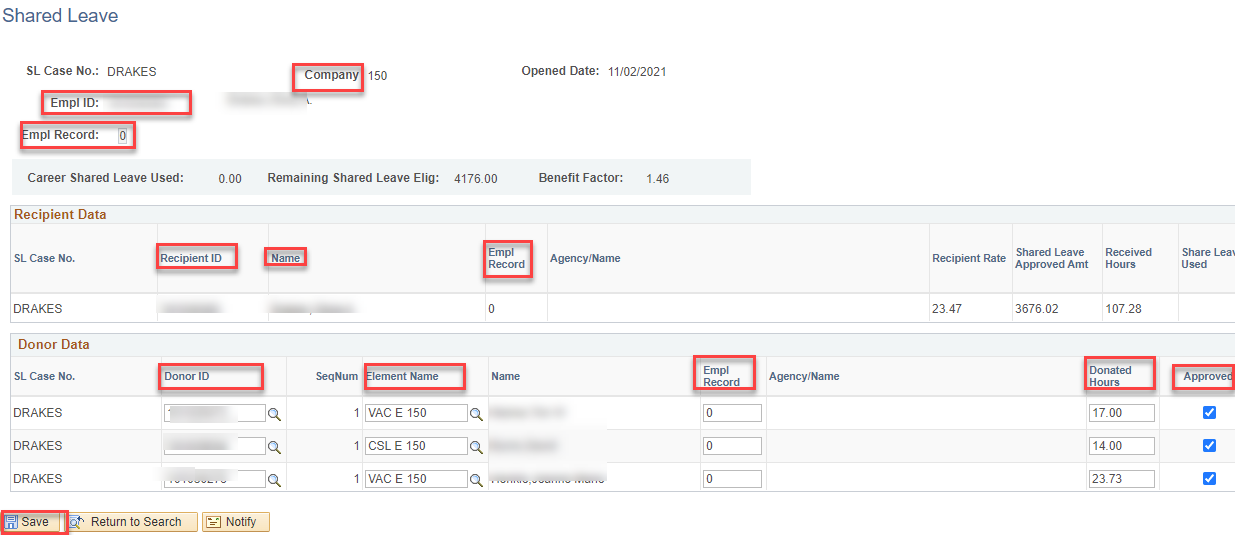 Shared Leave
SL Case No.: DRAKES Company 150 Opened Date: 11/02/2021
Empl ID:
Empl Record: 0
Career Shared Leave Used: 0.00 Remaining Shared Leave Elig: 4176.00 Benefit Factor: 1.46
Recipient Data
SL Case No. Recipient ID Name Empl Record Agency/Name Recipient Rate Shared Leave Approved Amt Received Hours Share Leav Used
DRAKES 0 23.47 3676.02 107.28
Donor Data
SL Case No. Donor ID SeqNum Element Name Name Empl Record Agency/Name Donated Hours Approved
DRAKES 1 VAC E 150 0 17.00
DRAKES 1 CSL E 150 0 14.00
DRAKES 1 VAC E 150 0 23.73
Save Return to Search Notify